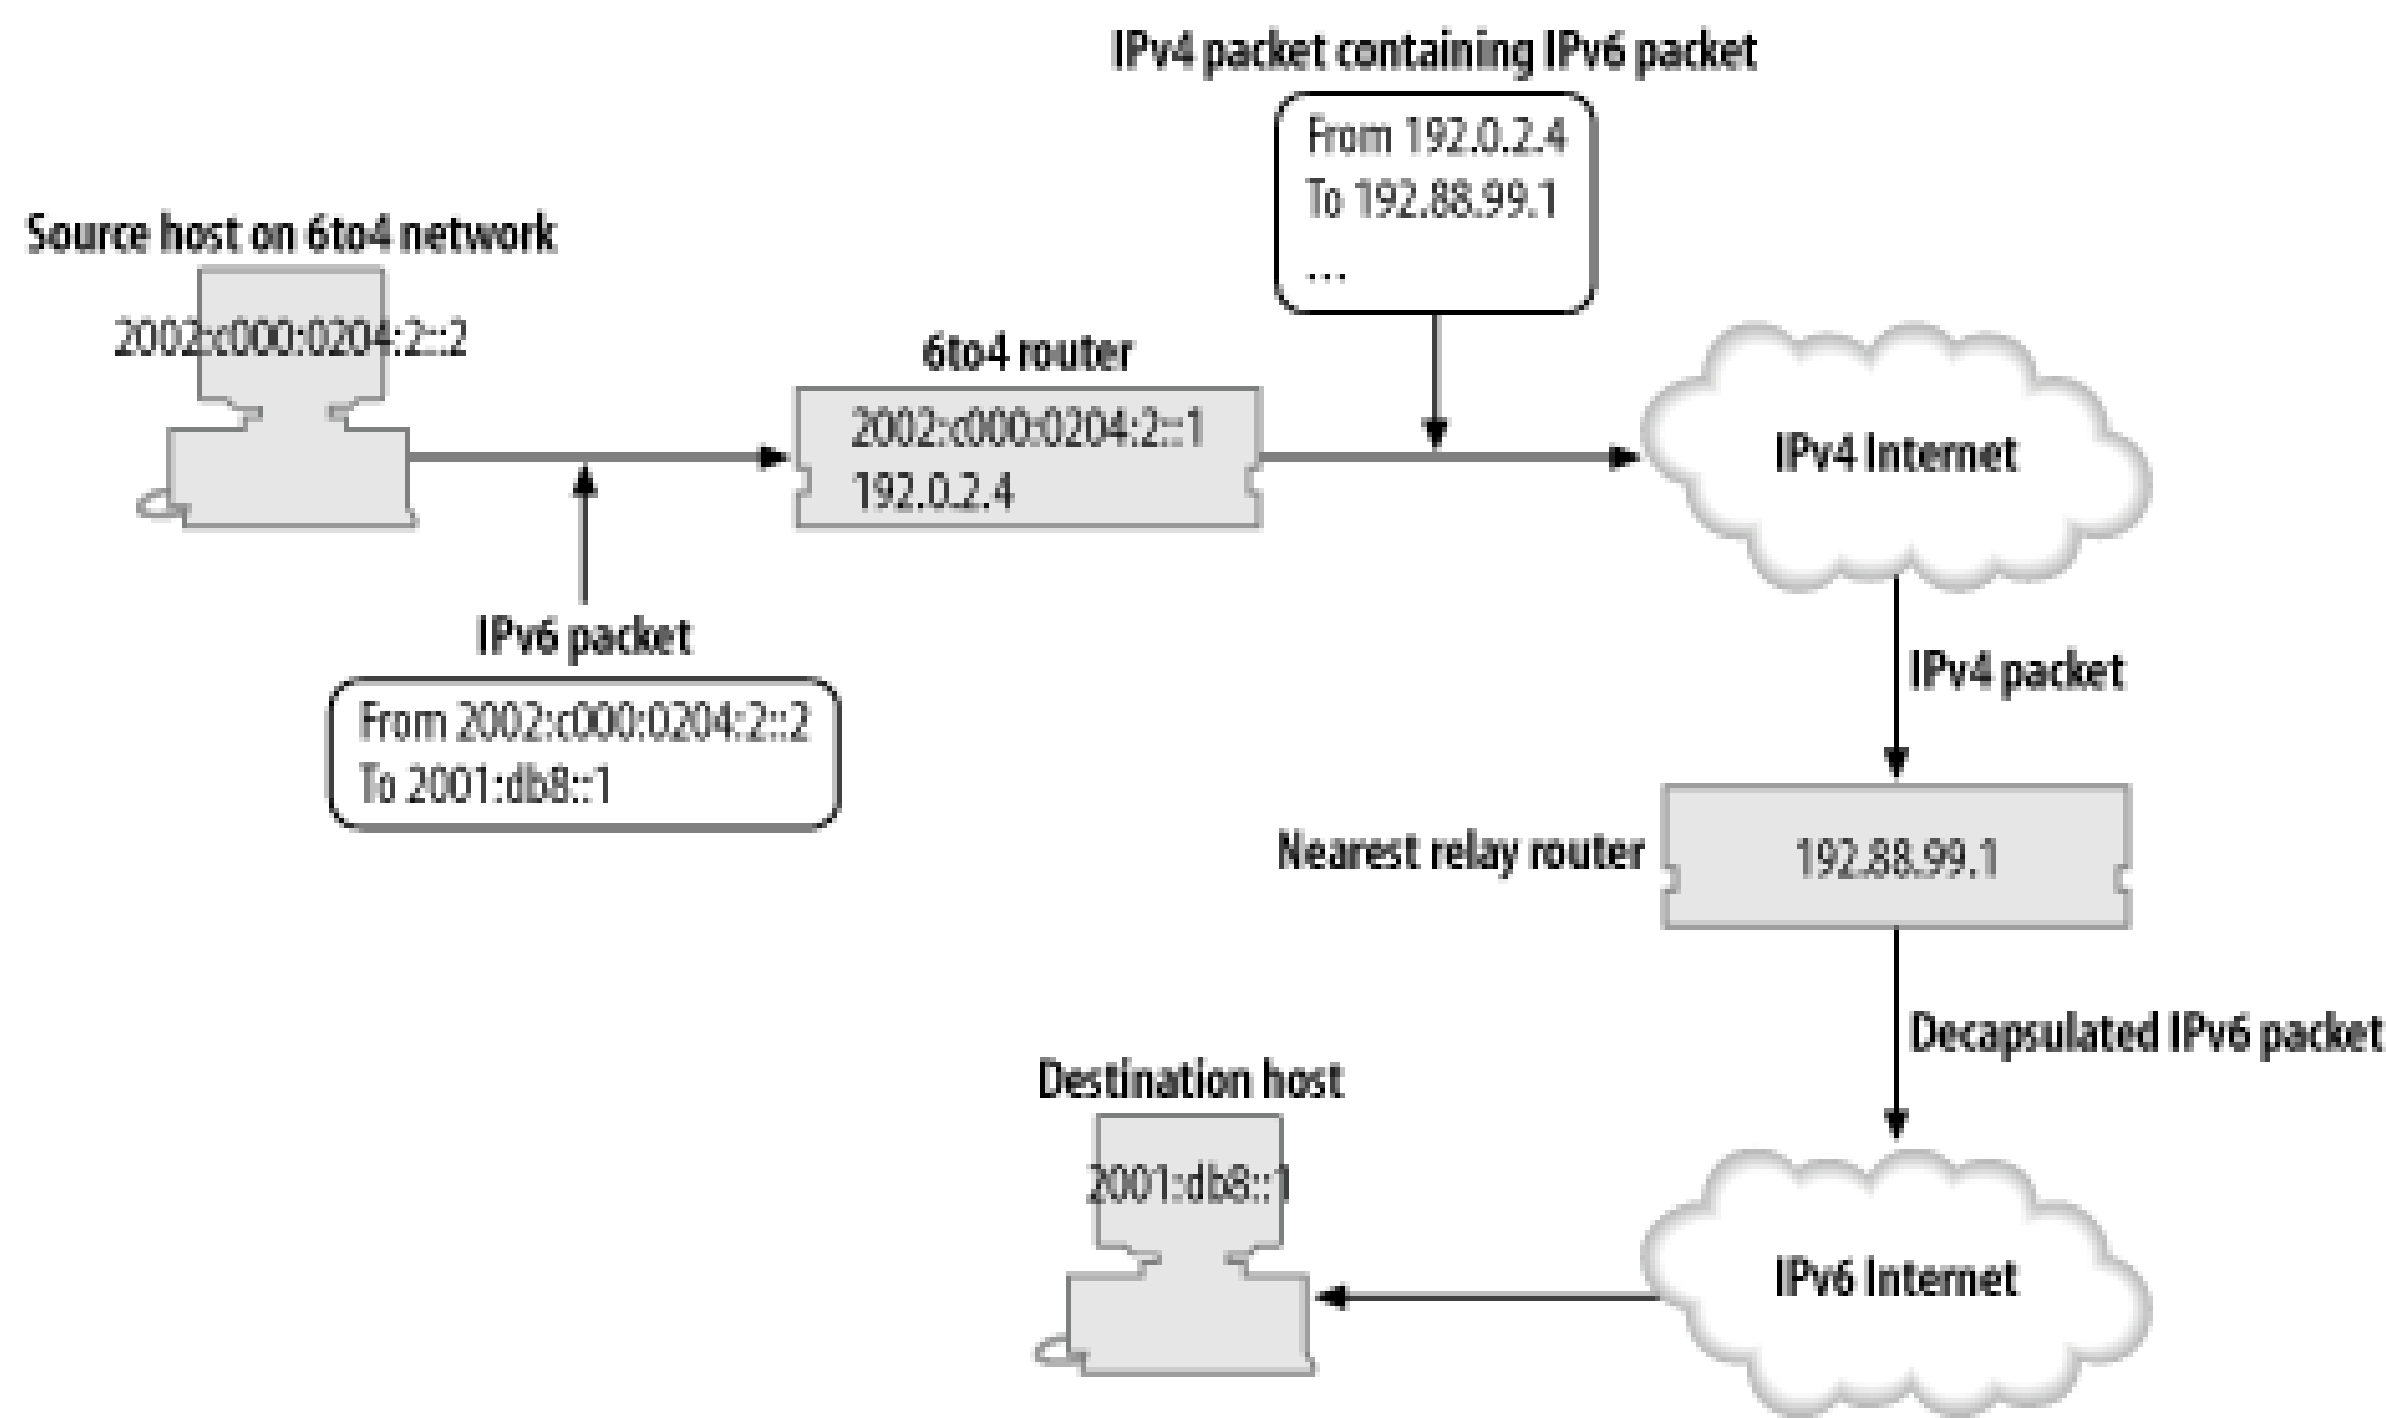 IPv4 packet containing IPv6 packet
From 192.0.2.4
To 192.88.99.1
...
Source host on 6to4 network
2002:c000:0204:2::2
6to4 router
2002:c000:0204:2::1
192.0.2.4
IPv4 Internet
IPv6 packet
From 2002:c000:0204:2::2
To 2001:db8::1
IPv4 packet
Nearest relay router
192.88.99.1
Decapsulated IPv6 packet
Destination host
2001:db8::1
IPv6 Internet